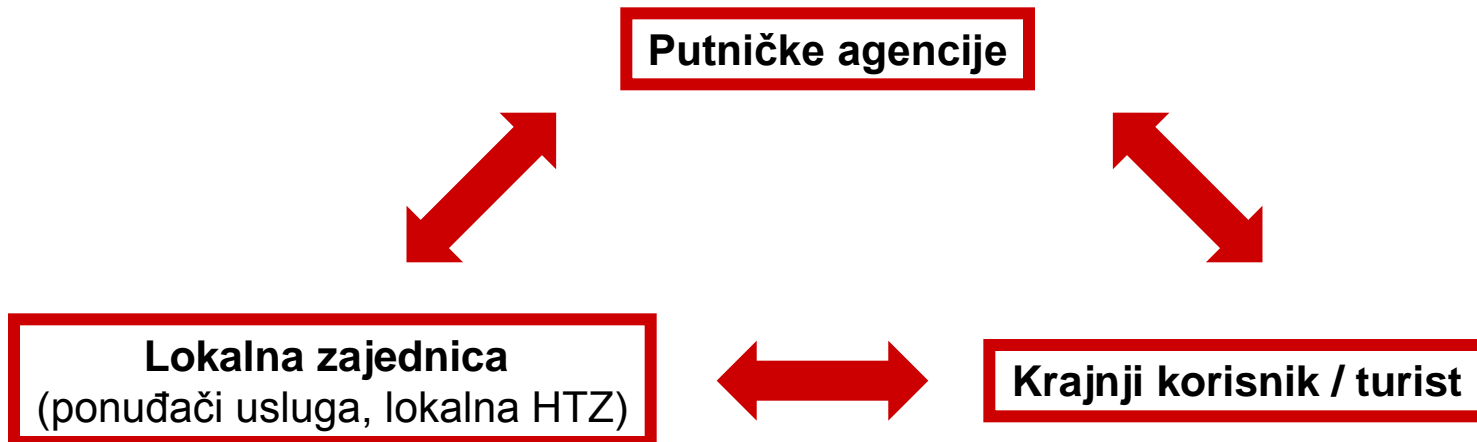 Putničke agencije
Lokalna zajednica
(ponuđači usluga, lokalna HTZ)
Krajnji korisnik / turist